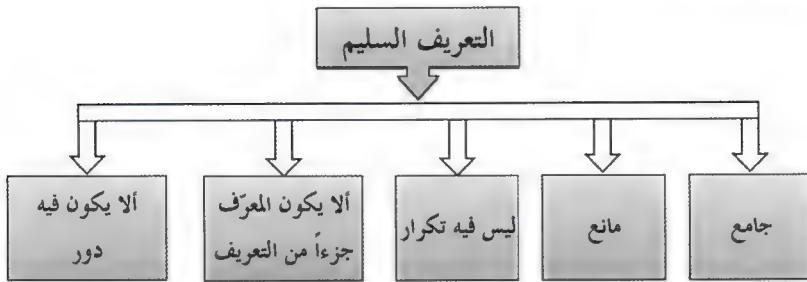 التعريف السليم
جامع
مانع
ليس فيه تكرار
ألا يكون المعرّف
جزءاً من التعريف
ألا يكون فيه
دور